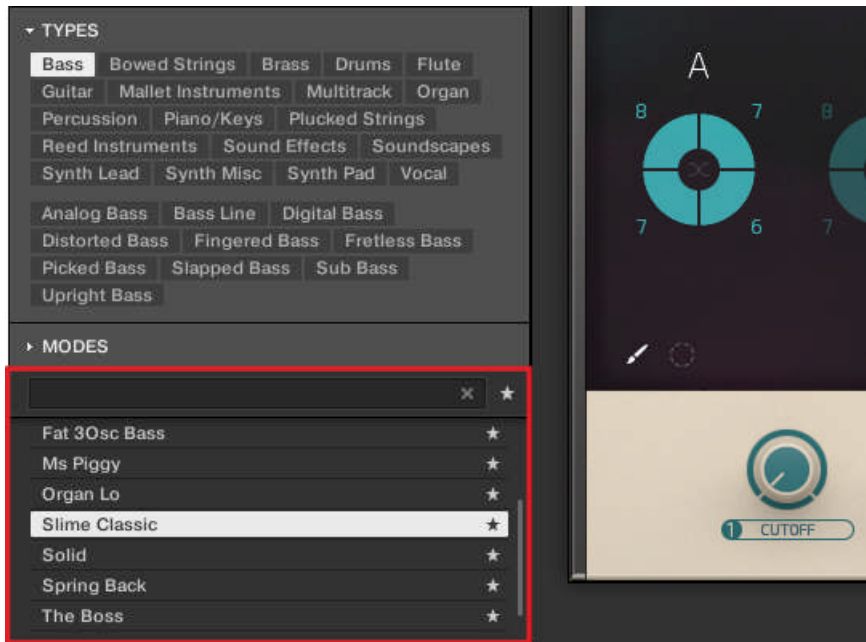 TYPES
Bass Bowed Strings Brass Drums Flute
Guitar Mallet Instruments Multitrack Organ
Percussion Piano/Keys Plucked Strings
Reed Instruments Sound Effects Soundscapes
Synth Lead Synth Misc Synth Pad Vocal
Analog Bass Bass Line Digital Bass
Distorted Bass Fingered Bass Fretless Bass
Picked Bass Slapped Bass Sub Bass
Upright Bass
MODES
Fat 3Osc Bass
Ms Piggy
Organ Lo
Slime Classic
Solid
Spring Back
The Boss
A
8 7 8
7 6 7
1 CUTOFF